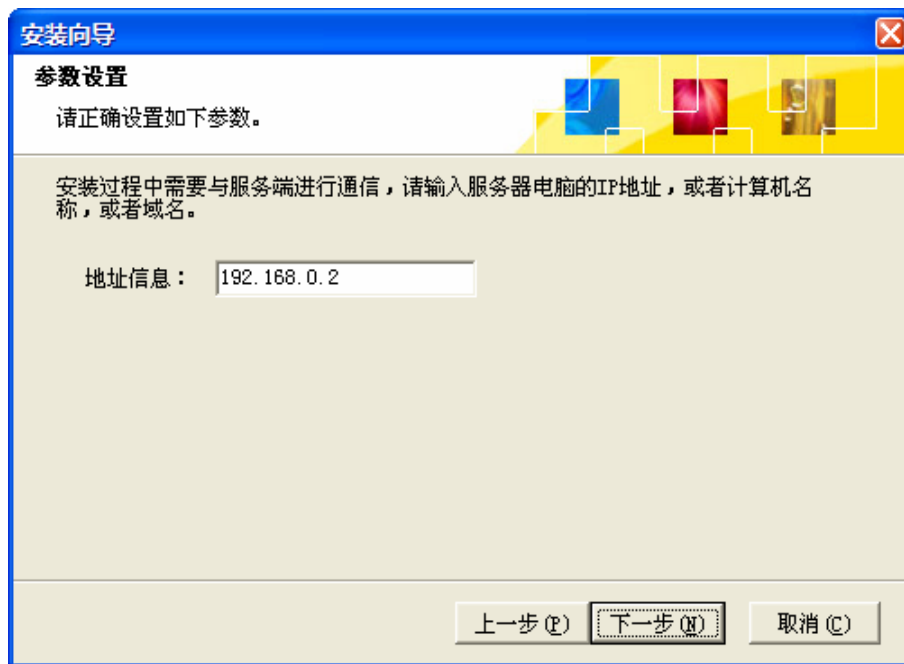 安装向导
参数设置
请正确设置如下参数。
安装过程中需要与服务端进行通信，请输入服务器电脑的IP地址，或者计算机名
称，或者域名。
地址信息： 192.168.0.2
上一步(P) 下一步(N) 取消(C)